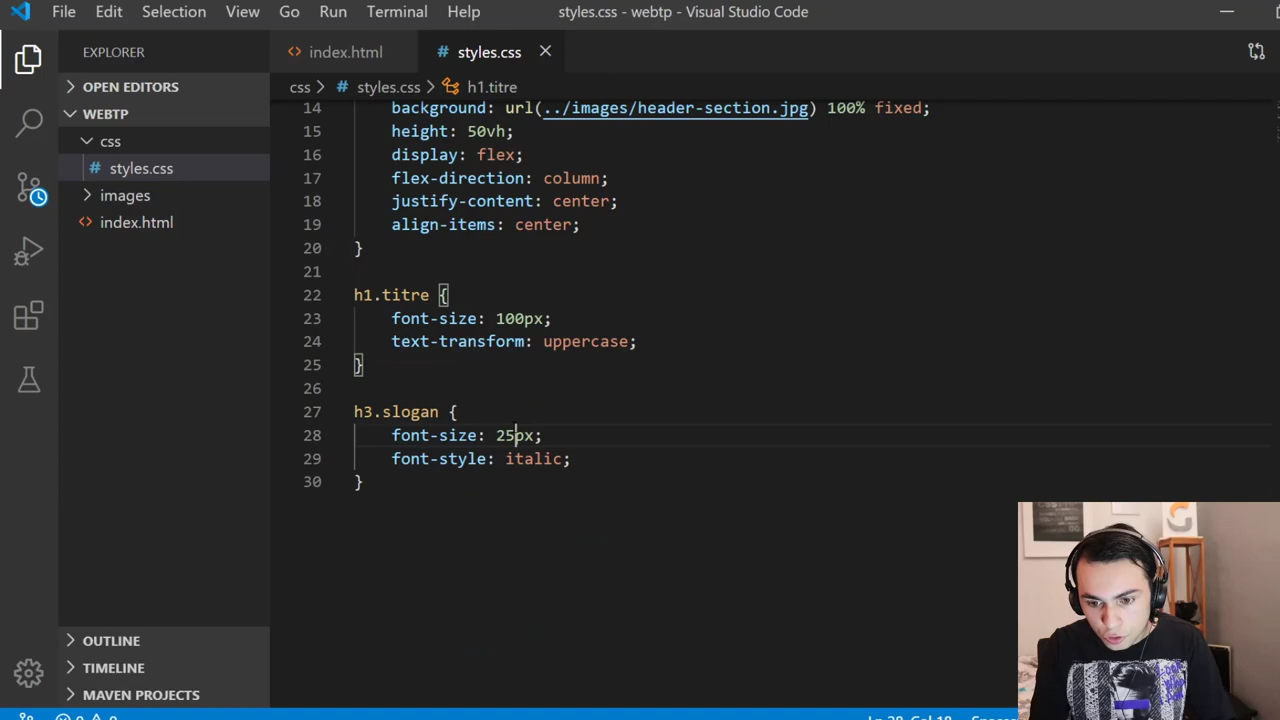 File Edit Selection View Go Run Terminal Help styles.css - webtp - Visual Studio Code
EXPLORER
OPEN EDITORS
WEBTP
css
styles.css
images
index.html
OUTLINE
TIMELINE
MAVEN PROJECTS
index.html styles.css
css styles.css h1.titre
14 background: url(../images/header-section.jpg) 100% fixed;
15 height: 50vh;
16 display: flex;
17 flex-direction: column;
18 justify-content: center;
19 align-items: center;
20 }
21
22 h1.titre {
23 font-size: 100px;
24 text-transform: uppercase;
25 }
26
27 h3.slogan {
28 font-size: 25px;
29 font-style: italic;
30 }